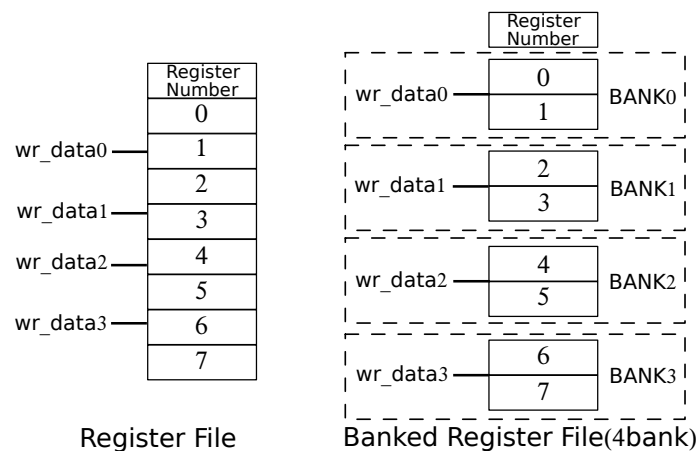 Register
Number
0
1
2
3
4
5
6
7
wr_data0
wr_data1
wr_data2
wr_data3
Register File
Register
Number
wr_data0
0
1
BANK0
wr_data1
2
3
BANK1
wr_data2
4
5
BANK2
wr_data3
6
7
BANK3
Banked Register File(4bank)